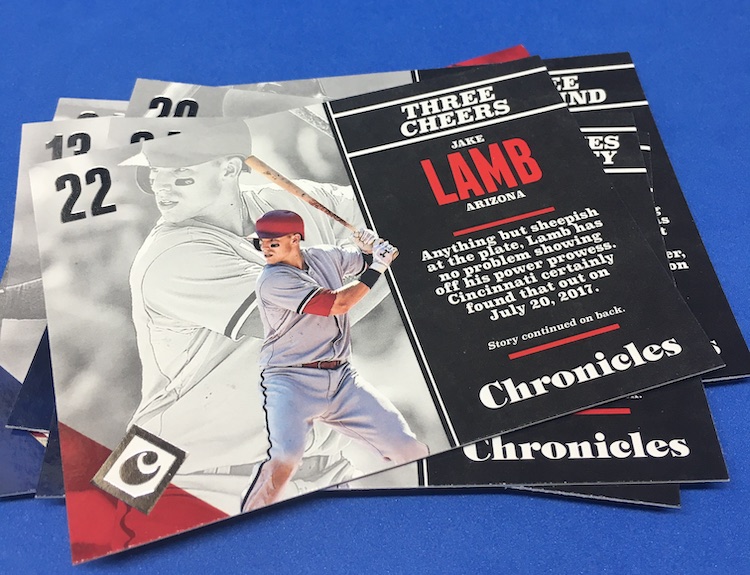 22
THREE
CHEERS
JAKE
LAMB
ARIZONA
Anything but sheepish
at the plate, Lamb has
no problem showing
off his power prowess.
Cincinnati certainly
found that out on
July 20, 2017.
Story continued on back.
Chronicles
C
Chronicles
20
13